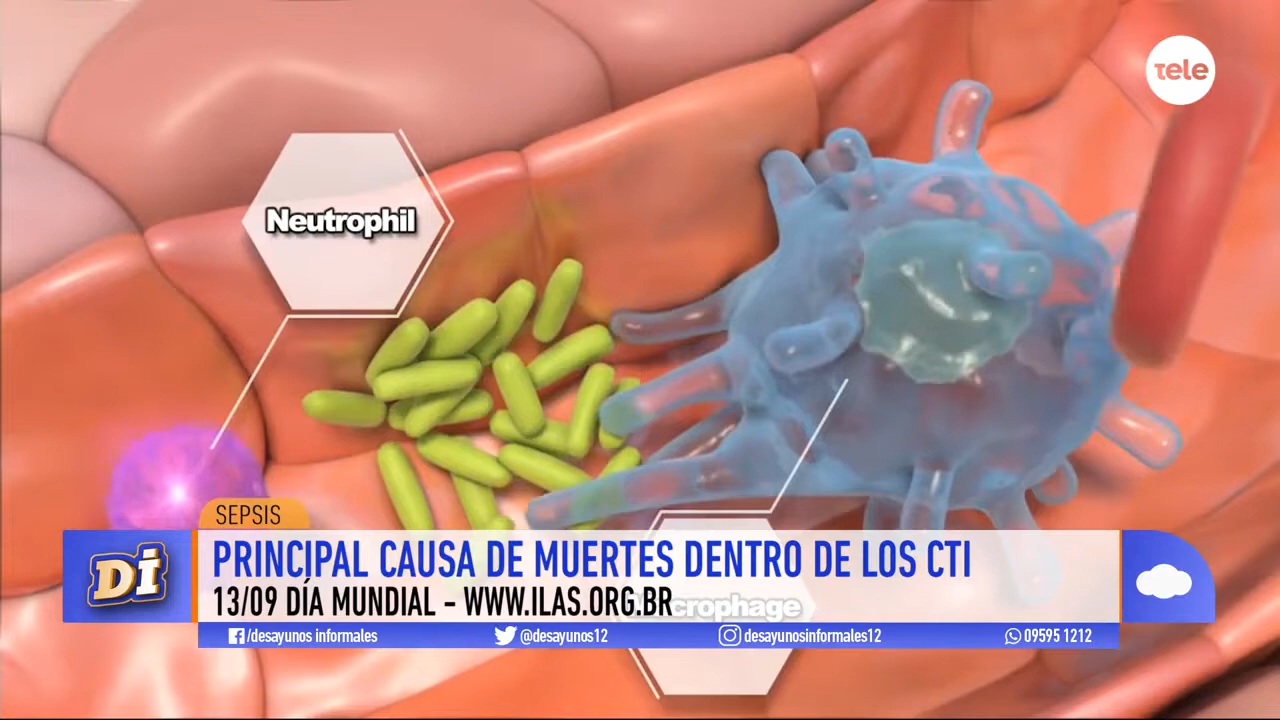 tele
Neutrophil
SEPSIS
Di
PRINCIPAL CAUSA DE MUERTES DENTRO DE LOS CTI
13/09 DÍA MUNDIAL - WWW.ILAS.ORG.BR
crophage
/desayunos informales
@desayunos12
desayunosinformales12
09595 1212